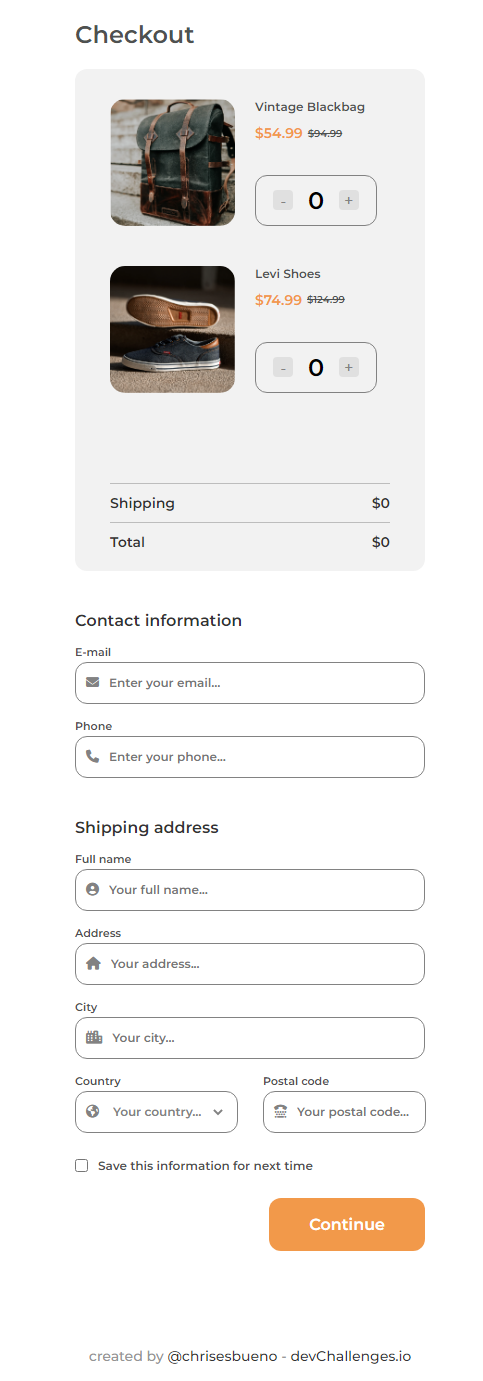 Checkout
Vintage Blackbag
$54.99 $94.99
- 0 +
Levi Shoes
$74.99 $124.99
- 0 +
Shipping $0
Total $0
Contact information
E-mail
Enter your email...
Phone
Enter your phone...
Shipping address
Full name
Your full name...
Address
Your address...
City
Your city...
Country Postal code
Your country... Your postal code...
Save this information for next time
Continue
created by @chrisesbueno - devChallenges.io